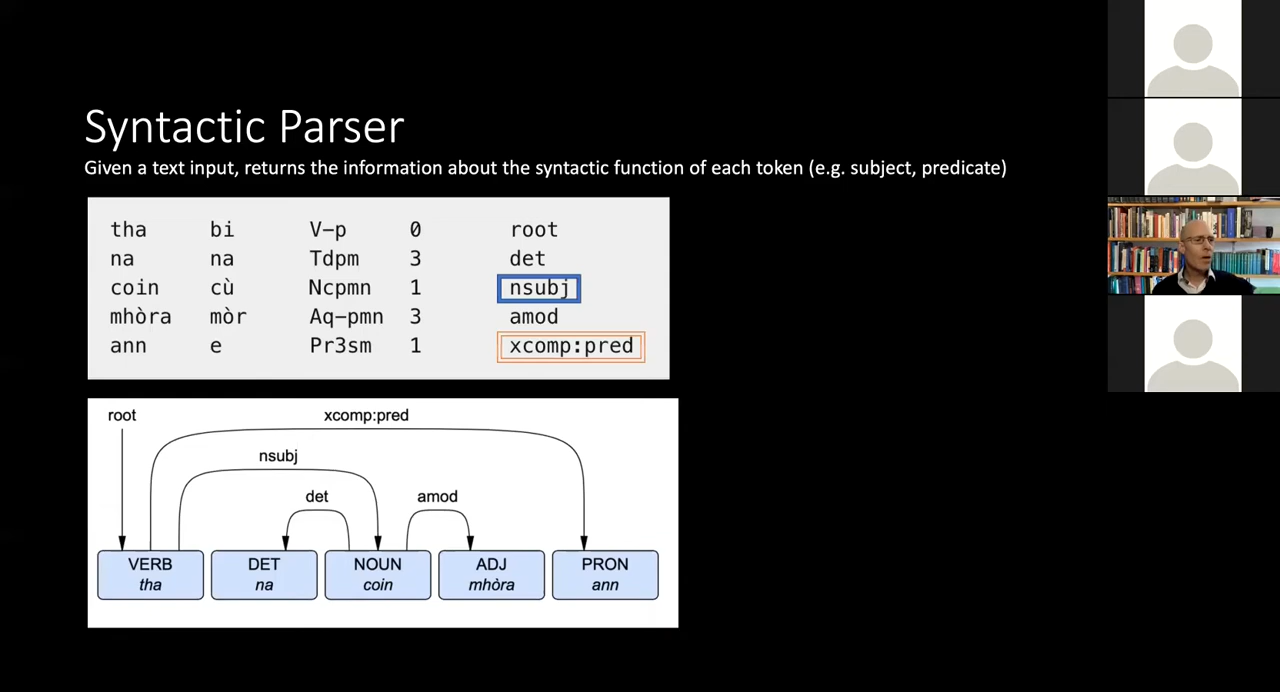 Syntactic Parser
Given a text input, returns the information about the syntactic function of each token (e.g. subject, predicate)
tha bi V-p 0 root
na na Tdpm 3 det
coin cù Ncpmn 1 nsubj
mhòra mòr Aq-pmn 3 amod
ann e Pr3sm 1 xcomp:pred
root xcomp:pred
nsubj
det amod
VERB DET NOUN ADJ PRON
tha na coin mhòra ann